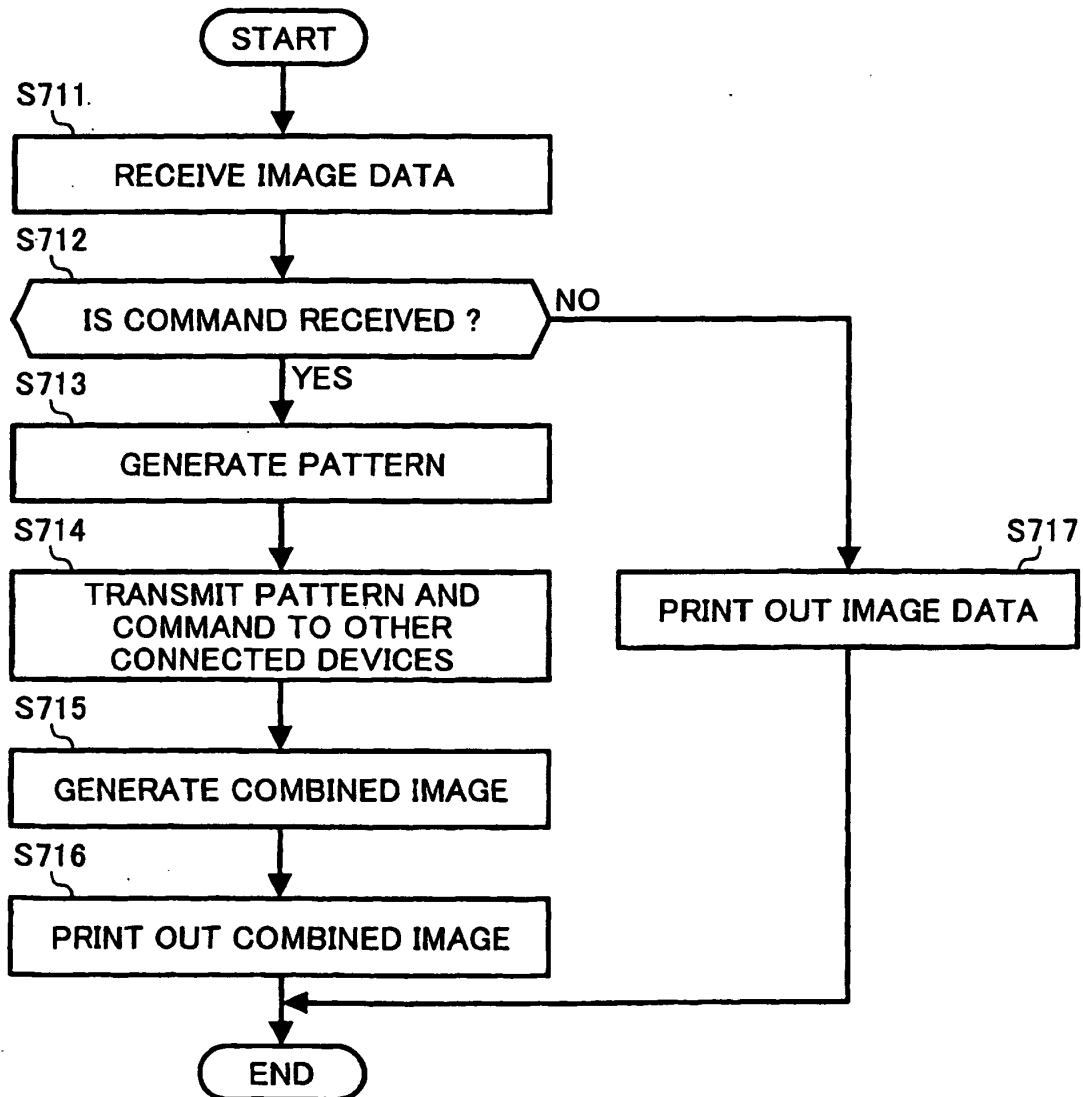 START
S711
RECEIVE IMAGE DATA
S712
IS COMMAND RECEIVED ?
NO
YES
S713
GENERATE PATTERN
S714
TRANSMIT PATTERN AND
COMMAND TO OTHER
CONNECTED DEVICES
S717
PRINT OUT IMAGE DATA
S715
GENERATE COMBINED IMAGE
S716
PRINT OUT COMBINED IMAGE
END